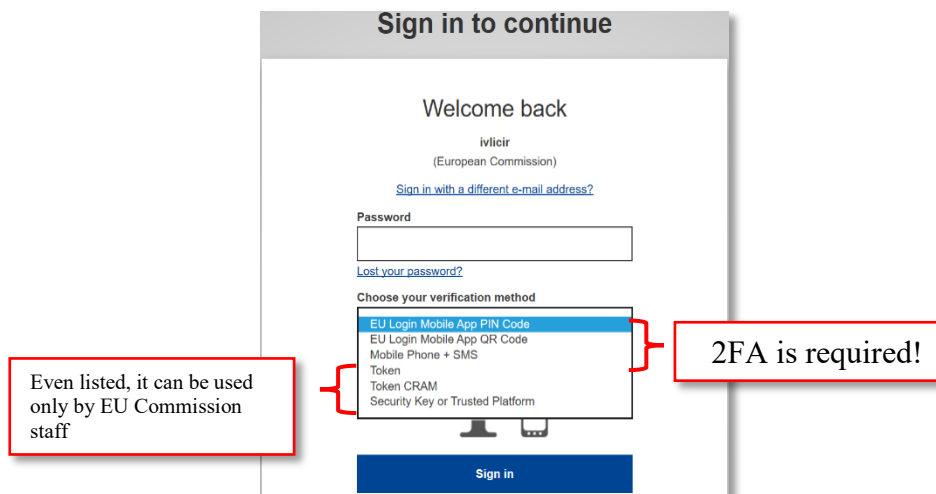 Sign in to continue
Welcome back
ivlicir
(European Commission)
Sign in with a different e-mail address?
Password
Lost your password?
Choose your verification method
EU Login Mobile App PIN Code
EU Login Mobile App QR Code
Mobile Phone + SMS
Token
Token CRAM
Security Key or Trusted Platform
2FA is required!
Even listed, it can be used
only by EU Commission
staff
Sign in